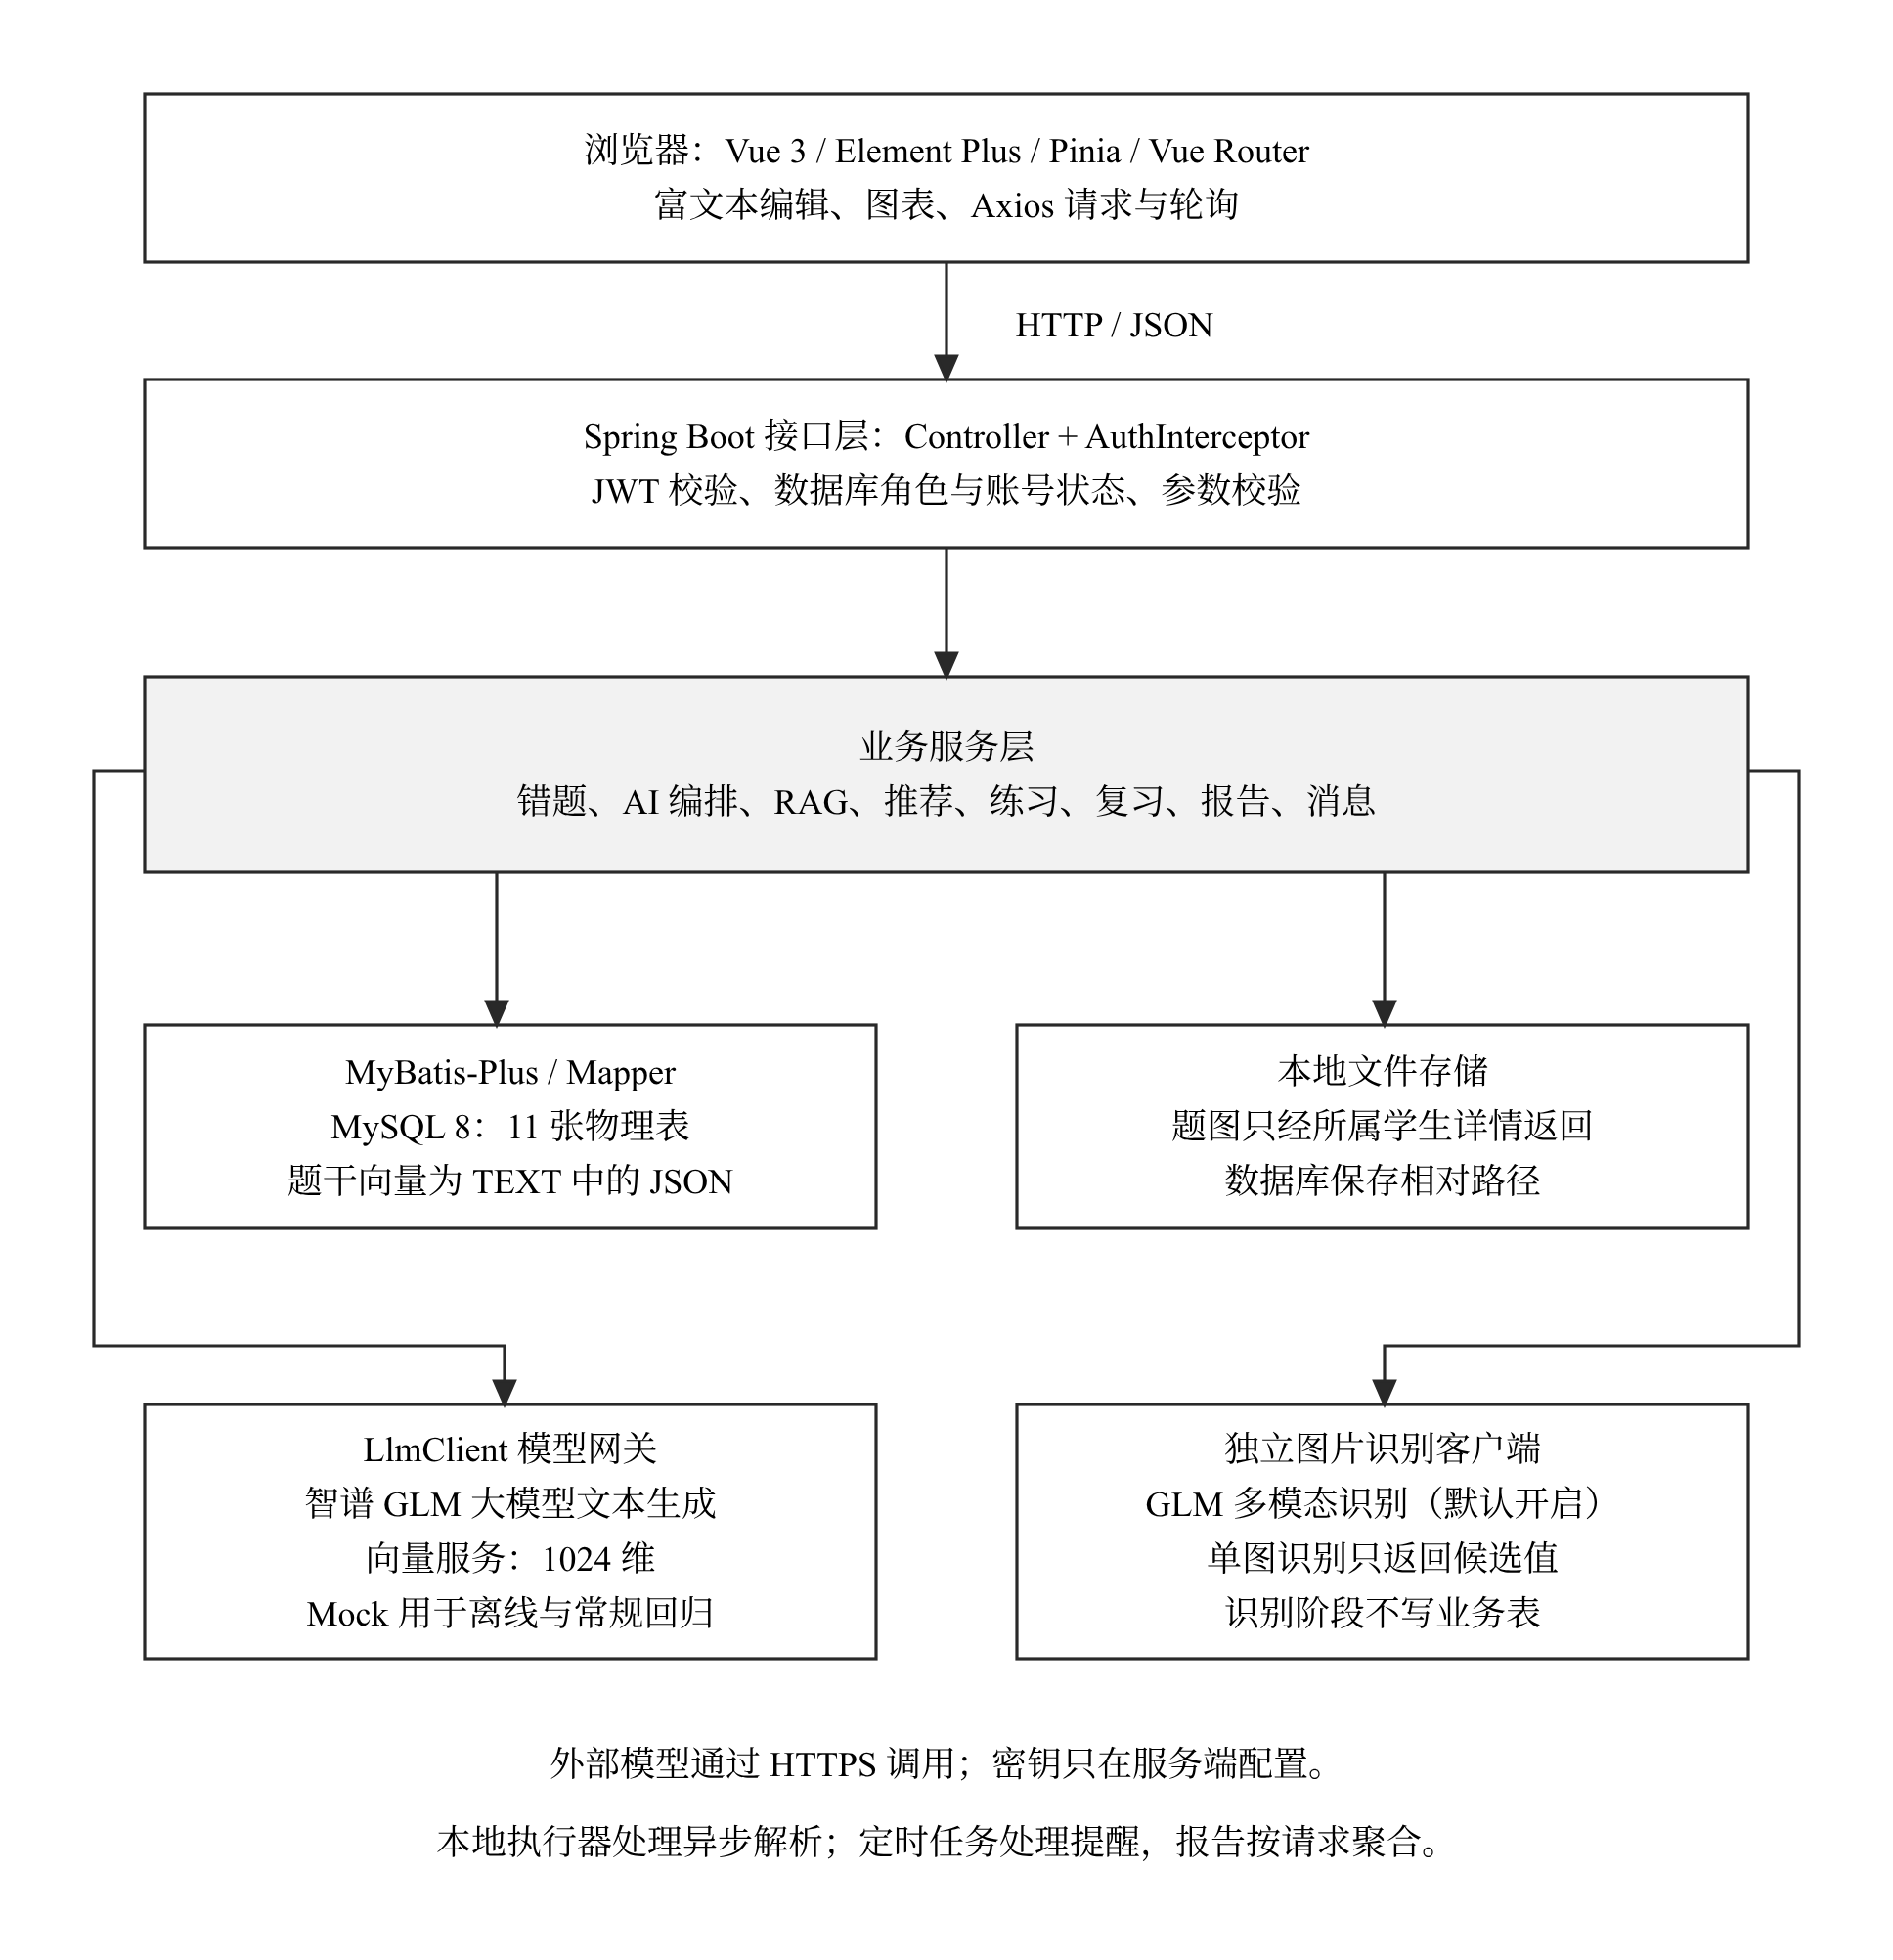 浏览器：Vue 3 / Element Plus / Pinia / Vue Router
富文本编辑、图表、Axios 请求与轮询
HTTP / JSON
Spring Boot 接口层：Controller + AuthInterceptor
JWT 校验、数据库角色与账号状态、参数校验
业务服务层
错题、AI 编排、RAG、推荐、练习、复习、报告、消息
MyBatis-Plus / Mapper
MySQL 8：11 张物理表
题干向量为 TEXT 中的 JSON
本地文件存储
题图只经所属学生详情返回
数据库保存相对路径
LlmClient 模型网关
智谱 GLM 大模型文本生成
向量服务：1024 维
Mock 用于离线与常规回归
独立图片识别客户端
GLM 多模态识别（默认开启）
单图识别只返回候选值
识别阶段不写业务表
外部模型通过 HTTPS 调用；密钥只在服务端配置。
本地执行器处理异步解析；定时任务处理提醒，报告按请求聚合。